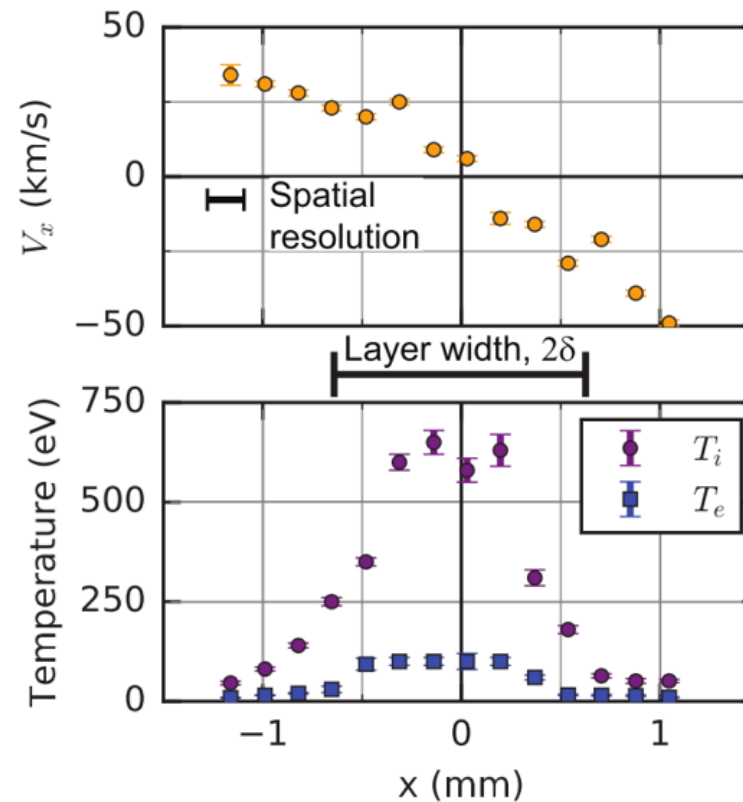 50
0
−50
V_x (km/s)
Spatial
resolution
Layer width, 2δ
750
500
250
0
Temperature (eV)
T_i
T_e
−1 0 1
x (mm)